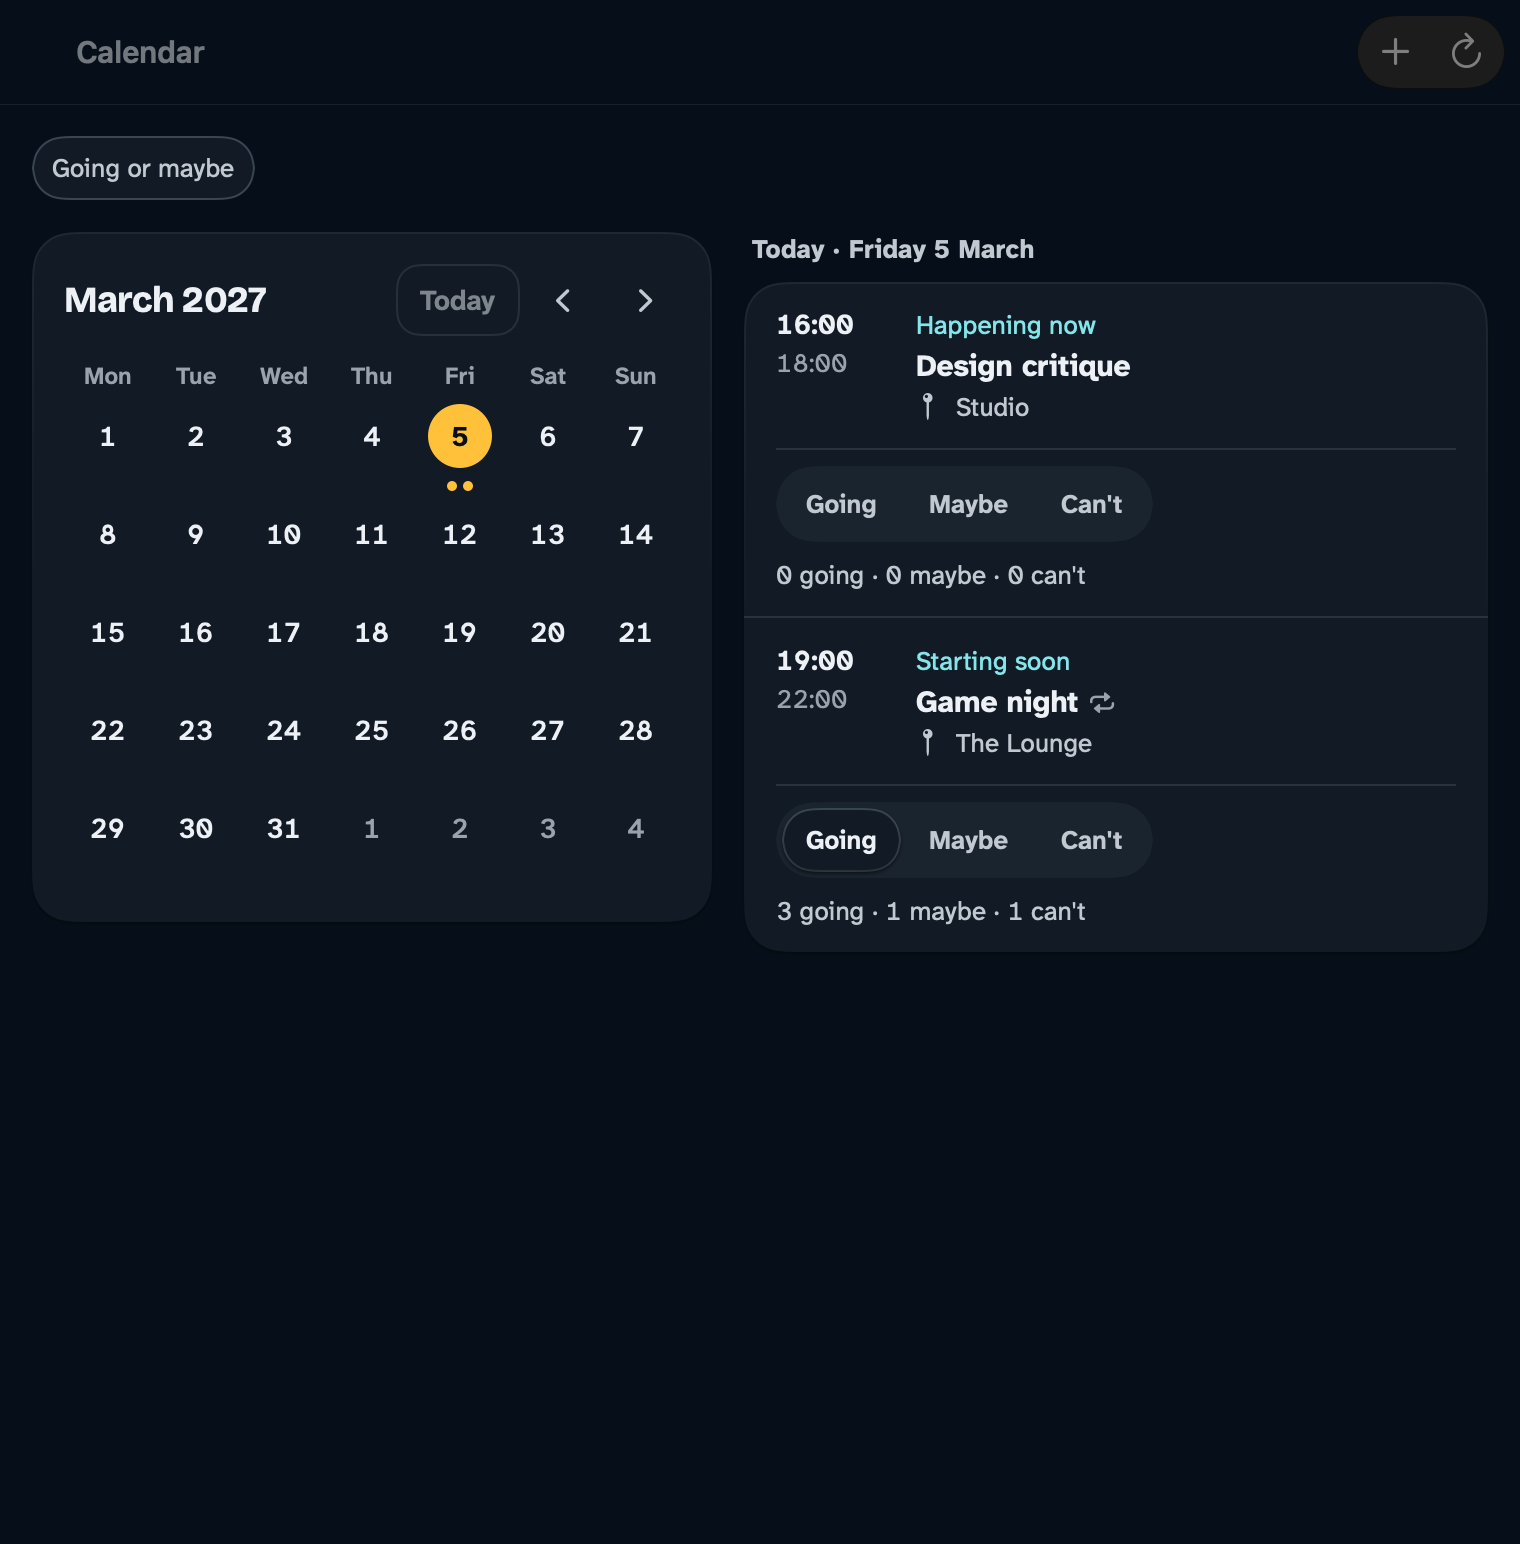 Calendar
Going or maybe
March 2027
Today
Mon Tue Wed Thu Fri Sat Sun
1 2 3 4 5 6 7
8 9 10 11 12 13 14
15 16 17 18 19 20 21
22 23 24 25 26 27 28
29 30 31 1 2 3 4
Today · Friday 5 March
16:00 Happening now
18:00 Design critique
Studio
Going Maybe Can't
0 going · 0 maybe · 0 can't
19:00 Starting soon
22:00 Game night
The Lounge
Going Maybe Can't
3 going · 1 maybe · 1 can't